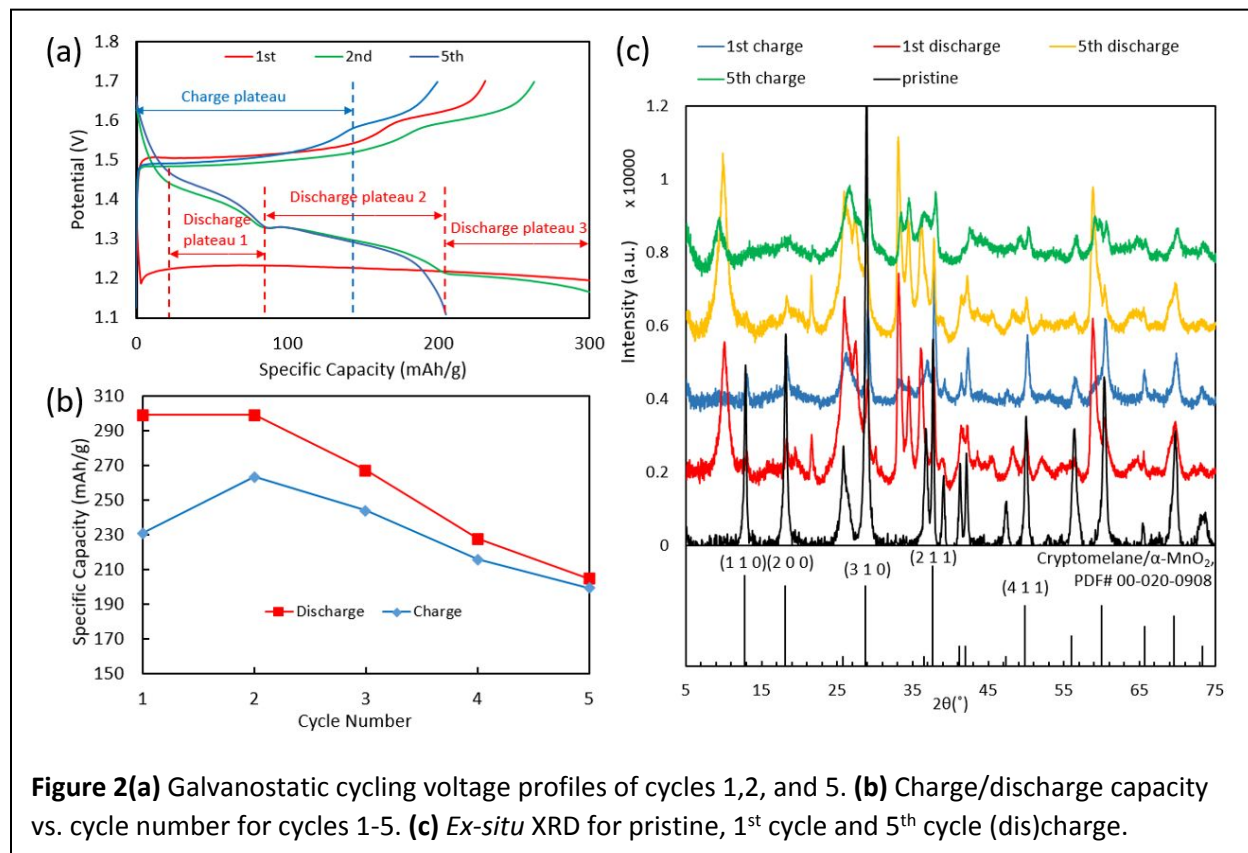 (a)
1.8
1.7
1.6
1.5
1.4
1.3
1.2
1.1
Potential (V)
1st 2nd 5th
Charge plateau
Discharge plateau 2
Discharge
plateau 1
Discharge plateau 3
0 100 200 300
Specific Capacity (mAh/g)
(b)
310
290
270
250
230
210
190
170
150
Specific Capacity (mAh/g)
Discharge Charge
1 2 3 4 5
Cycle Number
(c)
1st charge 1st discharge 5th discharge
5th charge pristine
x 10000
1.2
1
0.8
0.6
0.4
0.2
0
Intensity (a.u.)
Cryptomelane/α-MnO₂,
PDF# 00-020-0908
(1 1 0)(2 0 0) (3 1 0) (2 1 1) (4 1 1)
5 15 25 35 45 55 65 75
2θ(˚)
Figure 2(a) Galvanostatic cycling voltage profiles of cycles 1,2, and 5. (b) Charge/discharge capacity
vs. cycle number for cycles 1-5. (c) Ex-situ XRD for pristine, 1st cycle and 5th cycle (dis)charge.